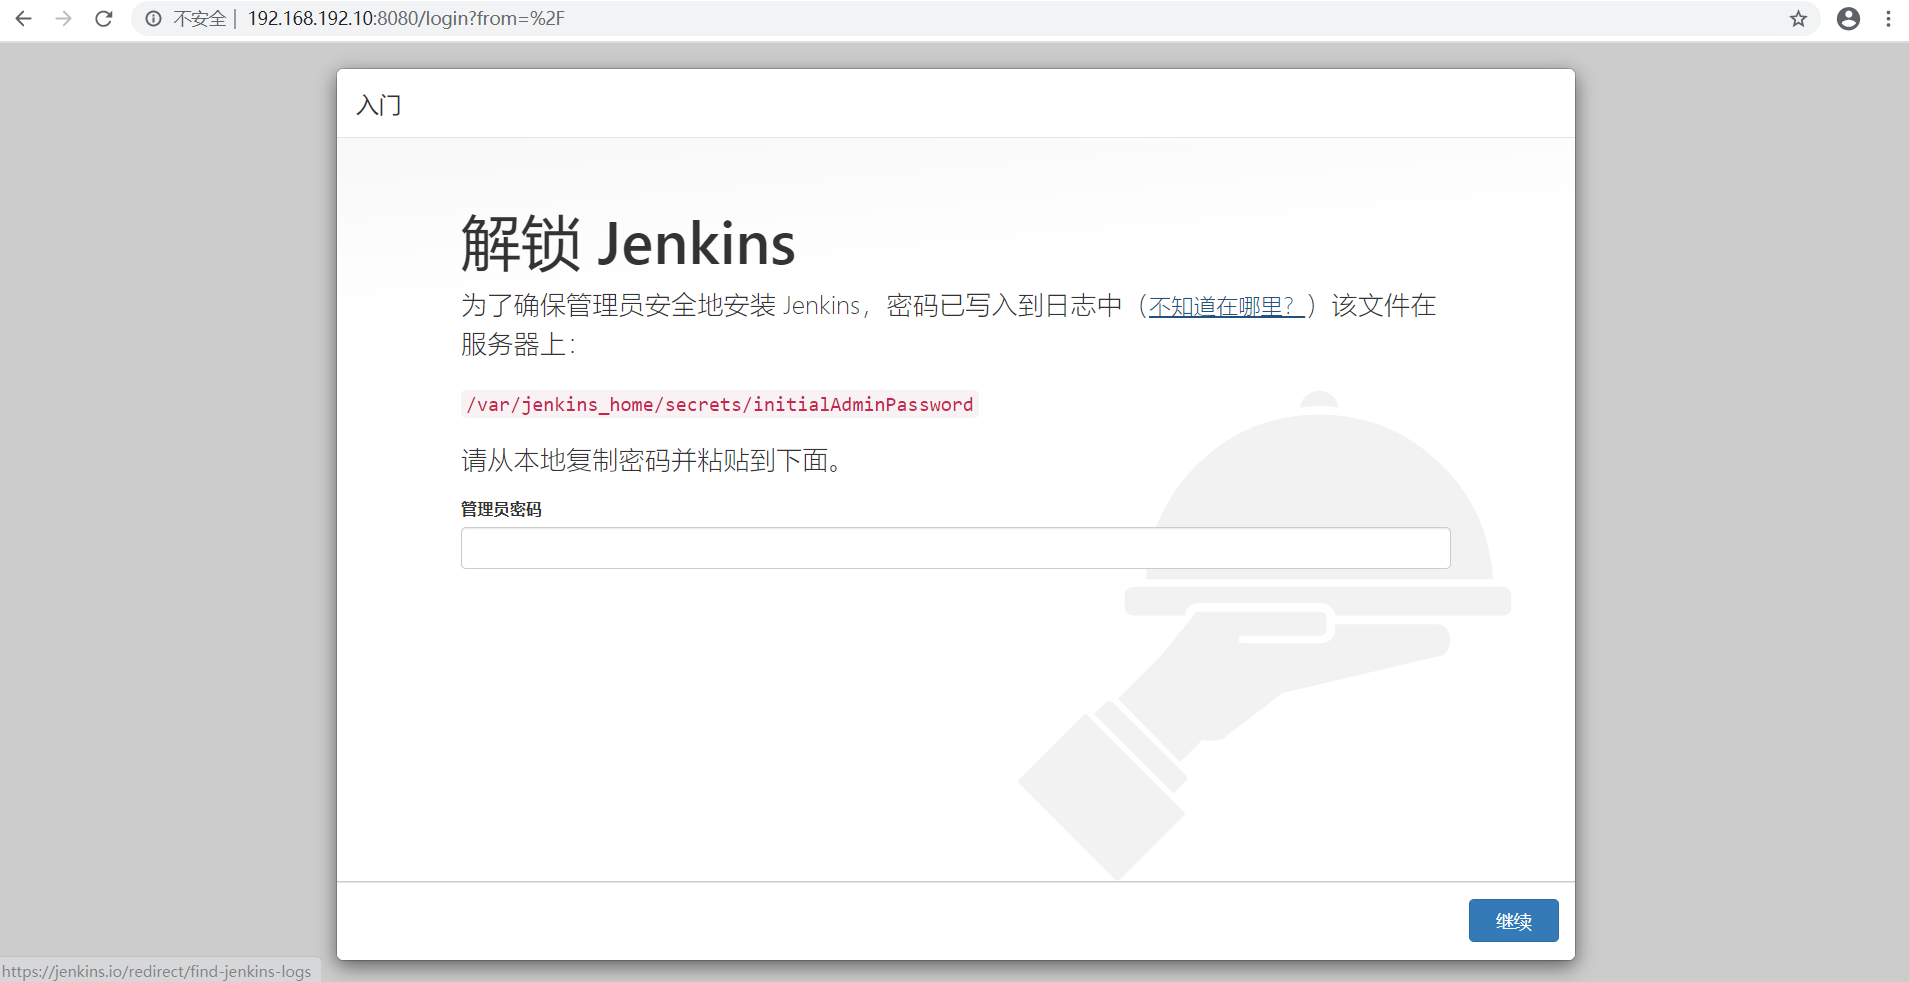 不安全 | 192.168.192.10:8080/login?from=%2F
入门
解锁 Jenkins
为了确保管理员安全地安装 Jenkins，密码已写入到日志中（不知道在哪里？）该文件在
服务器上：
/var/jenkins_home/secrets/initialAdminPassword
请从本地复制密码并粘贴到下面。
管理员密码
继续
https://jenkins.io/redirect/find-jenkins-logs